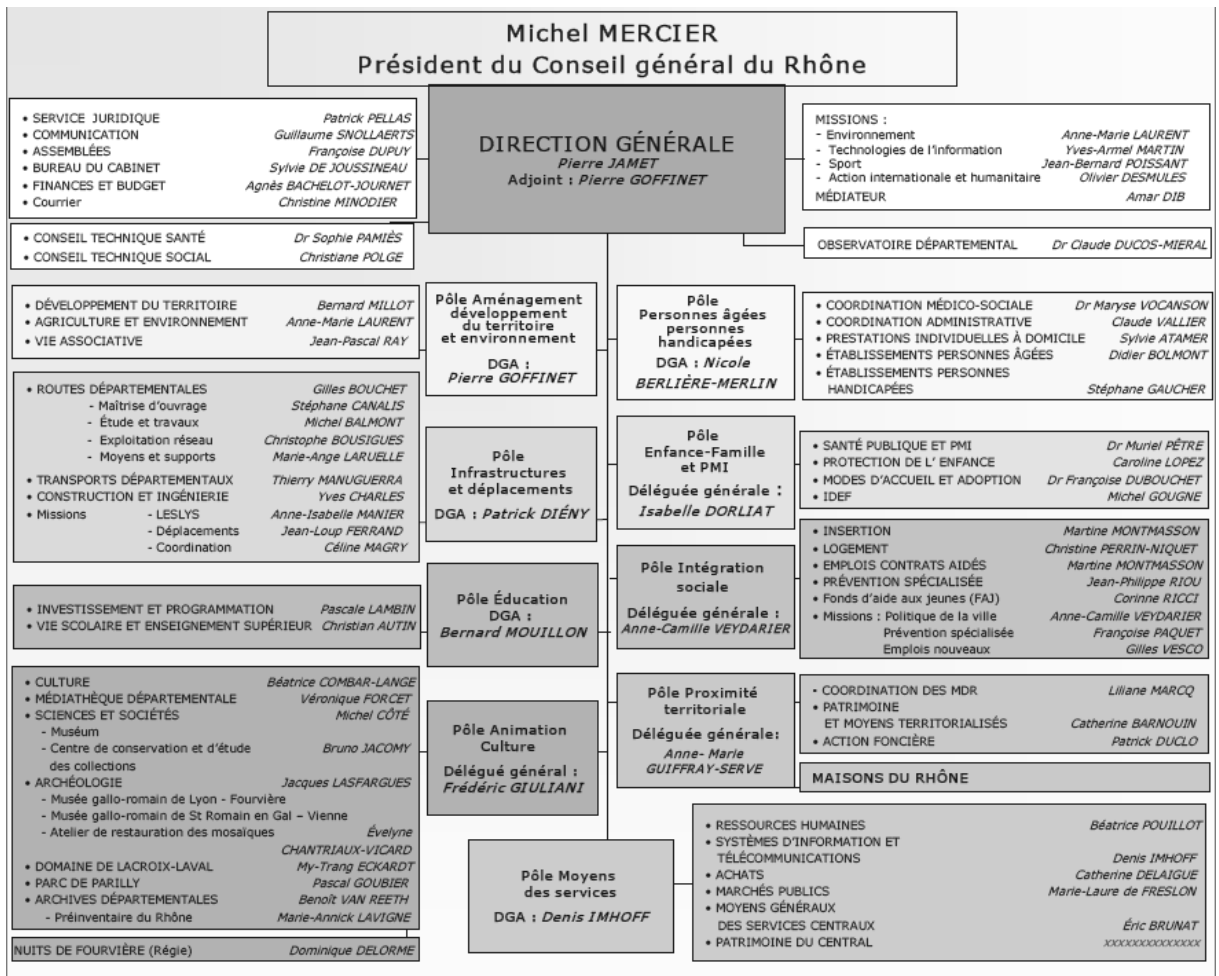 Michel MERCIER
Président du Conseil général du Rhône
• SERVICE JURIDIQUE Patrick PELLAS
• COMMUNICATION Guillaume SNOLLAERTS
• ASSEMBLÉES Françoise DUPUY
• BUREAU DU CABINET Sylvie DE JOUSSINEAU
• FINANCES ET BUDGET Agnès BACHELOT-JOURNET
• Courrier Christine MINODIER
DIRECTION GÉNÉRALE
Pierre JAMET
Adjoint : Pierre GOFFINET
MISSIONS :
- Environnement Anne-Marie LAURENT
- Technologies de l'information Yves-Armel MARTIN
- Sport Jean-Bernard POISSANT
- Action internationale et humanitaire Olivier DESMULES
MÉDIATEUR Amar DIB
• CONSEIL TECHNIQUE SANTÉ Dr Sophie PAMIÈS
• CONSEIL TECHNIQUE SOCIAL Christiane POLGE
OBSERVATOIRE DÉPARTEMENTAL Dr Claude DUCOS-MIERAL
• DÉVELOPPEMENT DU TERRITOIRE Bernard MILLOT
• AGRICULTURE ET ENVIRONNEMENT Anne-Marie LAURENT
• VIE ASSOCIATIVE Jean-Pascal RAY
Pôle Aménagement
développement
du territoire
et environnement
DGA :
Pierre GOFFINET
Pôle
Personnes âgées
personnes
handicapées
DGA : Nicole
BERLIÈRE-MERLIN
• COORDINATION MÉDICO-SOCIALE Dr Maryse VOCANSON
• COORDINATION ADMINISTRATIVE Claude VALLIER
• PRESTATIONS INDIVIDUELLES À DOMICILE Sylvie ATAMER
• ÉTABLISSEMENTS PERSONNES ÂGÉES Didier BOLMONT
• ÉTABLISSEMENTS PERSONNES
HANDICAPÉES Stéphane GAUCHER
• ROUTES DÉPARTEMENTALES Gilles BOUCHET
- Maîtrise d'ouvrage Stéphane CANALIS
- Étude et travaux Michel BALMONT
- Exploitation réseau Christophe BOUSIGUES
- Moyens et supports Marie-Ange LARUELLE
• TRANSPORTS DÉPARTEMENTAUX Thierry MANUGUERRA
• CONSTRUCTION ET INGÉNIERIE Yves CHARLES
• Missions - LESLYS Anne-Isabelle MANIER
- Déplacements Jean-Loup FERRAND
- Coordination Céline MAGRY
Pôle
Infrastructures
et déplacements
DGA : Patrick DIÉNY
Pôle
Enfance-Famille
et PMI
Déléguée générale :
Isabelle DORLIAT
• SANTÉ PUBLIQUE ET PMI Dr Muriel PÊTRE
• PROTECTION DE L' ENFANCE Caroline LOPEZ
• MODES D'ACCUEIL ET ADOPTION Dr Françoise DUBOUCHET
• IDEF Michel GOUGNE
• INVESTISSEMENT ET PROGRAMMATION Pascale LAMBIN
• VIE SCOLAIRE ET ENSEIGNEMENT SUPÉRIEUR Christian AUTIN
Pôle Éducation
DGA :
Bernard MOUILLON
Pôle Intégration
sociale
Déléguée générale :
Anne-Camille VEYDARIER
• INSERTION Martine MONTMASSON
• LOGEMENT Christine PERRIN-NIQUET
• EMPLOIS CONTRATS AIDÉS Martine MONTMASSON
• PRÉVENTION SPÉCIALISÉE Jean-Philippe RIOU
• Fonds d'aide aux jeunes (FAJ) Corinne RICCI
• Missions : Politique de la ville Anne-Camille VEYDARIER
Prévention spécialisée Françoise PAQUET
Emplois nouveaux Gilles VESCO
• CULTURE Béatrice COMBAR-LANGE
• MÉDIATHÈQUE DÉPARTEMENTALE Véronique FORCET
• SCIENCES ET SOCIÉTÉS Michel CÔTÉ
- Muséum
- Centre de conservation et d'étude Bruno JACOMY
des collections
• ARCHÉOLOGIE Jacques LASFARGUES
- Musée gallo-romain de Lyon - Fourvière
- Musée gallo-romain de St Romain en Gal – Vienne
- Atelier de restauration des mosaïques Évelyne
CHANTRIAUX-VICARD
• DOMAINE DE LACROIX-LAVAL My-Trang ECKARDT
• PARC DE PARILLY Pascal GOUBIER
• ARCHIVES DÉPARTEMENTALES Benoît VAN REETH
- Préinventaire du Rhône Marie-Annick LAVIGNE
NUITS DE FOURVIÈRE (Régie) Dominique DELORME
Pôle Animation
Culture
Délégué général :
Frédéric GIULIANI
Pôle Proximité
territoriale
Déléguée générale:
Anne- Marie
GUIFFRAY-SERVE
- COORDINATION DES MDR Liliane MARCQ
• PATRIMOINE
ET MOYENS TERRITORIALISÉS Catherine BARNOUIN
• ACTION FONCIÈRE Patrick DUCLO
MAISONS DU RHÔNE
Pôle Moyens
des services
DGA : Denis IMHOFF
• RESSOURCES HUMAINES Béatrice POUILLOT
• SYSTÈMES D'INFORMATION ET
TÉLÉCOMMUNICATIONS Denis IMHOFF
• ACHATS Catherine DELAIGUE
• MARCHÉS PUBLICS Marie-Laure de FRESLON
• MOYENS GÉNÉRAUX
DES SERVICES CENTRAUX Éric BRUNAT
• PATRIMOINE DU CENTRAL xxxxxxxxxxxxxx